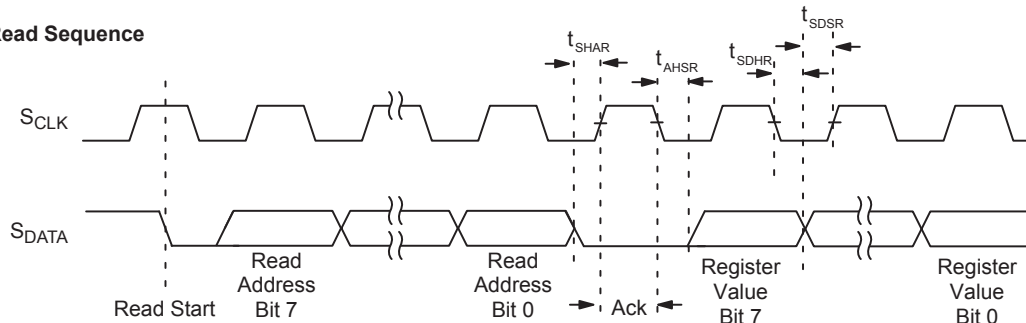 Read Sequence
tSDSR
tSHAR
tSDHR
tAHSR
SCLK
SDATA
Read Start
Read
Address
Bit 7
Read
Address
Bit 0
Ack
Register
Value
Bit 7
Register
Value
Bit 0